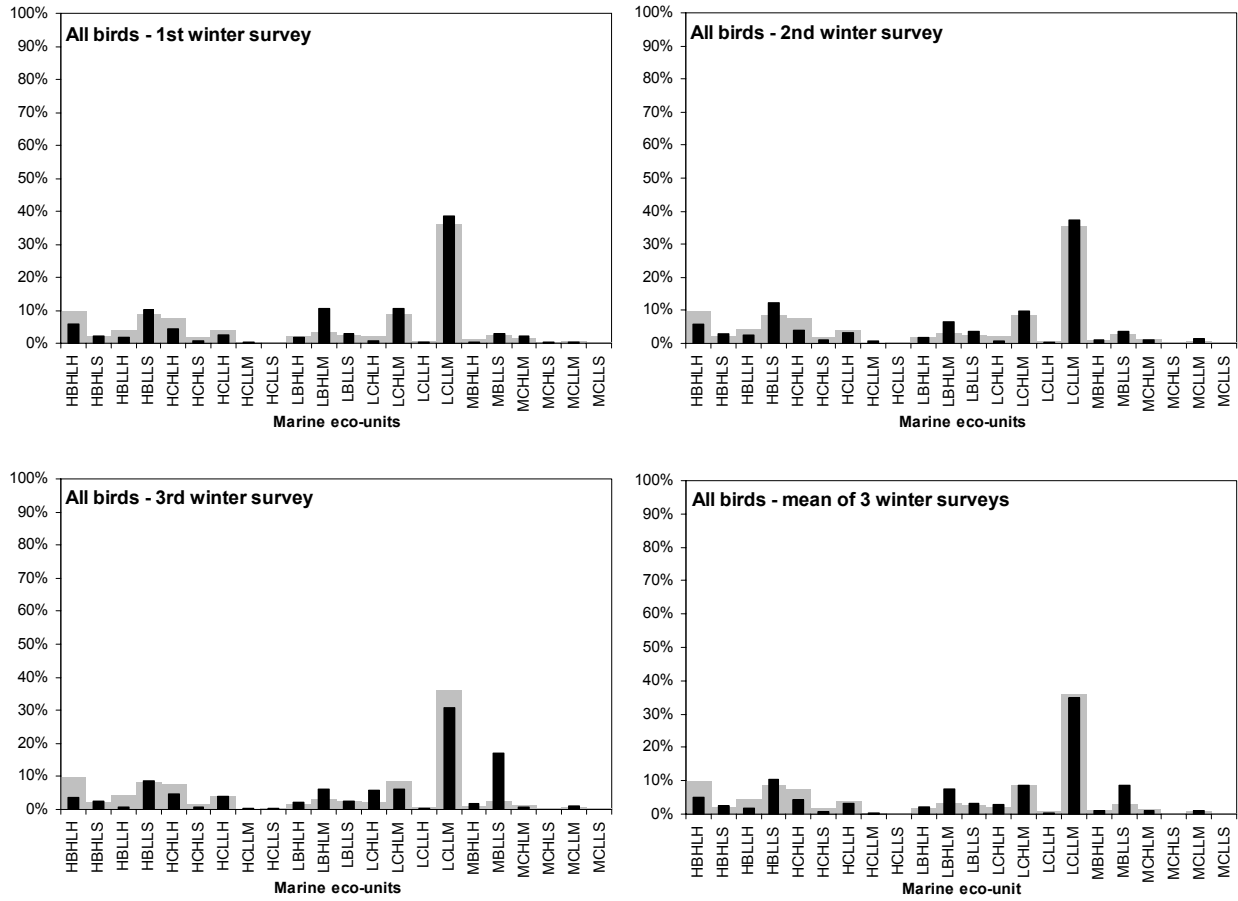 All birds - 1st winter survey
100%
90%
80%
70%
60%
50%
40%
30%
20%
10%
0%
HBHLH
HBHLS
HBLLH
HBLLS
HCHLH
HCHLS
HCLLH
HCLLM
HCLLS
LBHLH
LBHLM
LBLLS
LCHLH
LCHLM
LCLLH
LCLLM
MBHLH
MBLLS
MCHLM
MCHLS
MCLLM
MCLLS
Marine eco-units
All birds - 2nd winter survey
100%
90%
80%
70%
60%
50%
40%
30%
20%
10%
0%
HBHLH
HBHLS
HBLLH
HBLLS
HCHLH
HCHLS
HCLLH
HCLLM
HCLLS
LBHLH
LBHLM
LBLLS
LCHLH
LCHLM
LCLLH
LCLLM
MBHLH
MBLLS
MCHLM
MCHLS
MCLLM
MCLLS
Marine eco-units
All birds - 3rd winter survey
100%
90%
80%
70%
60%
50%
40%
30%
20%
10%
0%
HBHLH
HBHLS
HBLLH
HBLLS
HCHLH
HCHLS
HCLLH
HCLLM
HCLLS
LBHLH
LBHLM
LBLLS
LCHLH
LCHLM
LCLLH
LCLLM
MBHLH
MBLLS
MCHLM
MCHLS
MCLLM
MCLLS
Marine eco-units
All birds - mean of 3 winter surveys
100%
90%
80%
70%
60%
50%
40%
30%
20%
10%
0%
HBHLH
HBHLS
HBLLH
HBLLS
HCHLH
HCHLS
HCLLH
HCLLM
HCLLS
LBHLH
LBHLM
LBLLS
LCHLH
LCHLM
LCLLH
LCLLM
MBHLH
MBLLS
MCHLM
MCHLS
MCLLM
MCLLS
Marine eco-unit